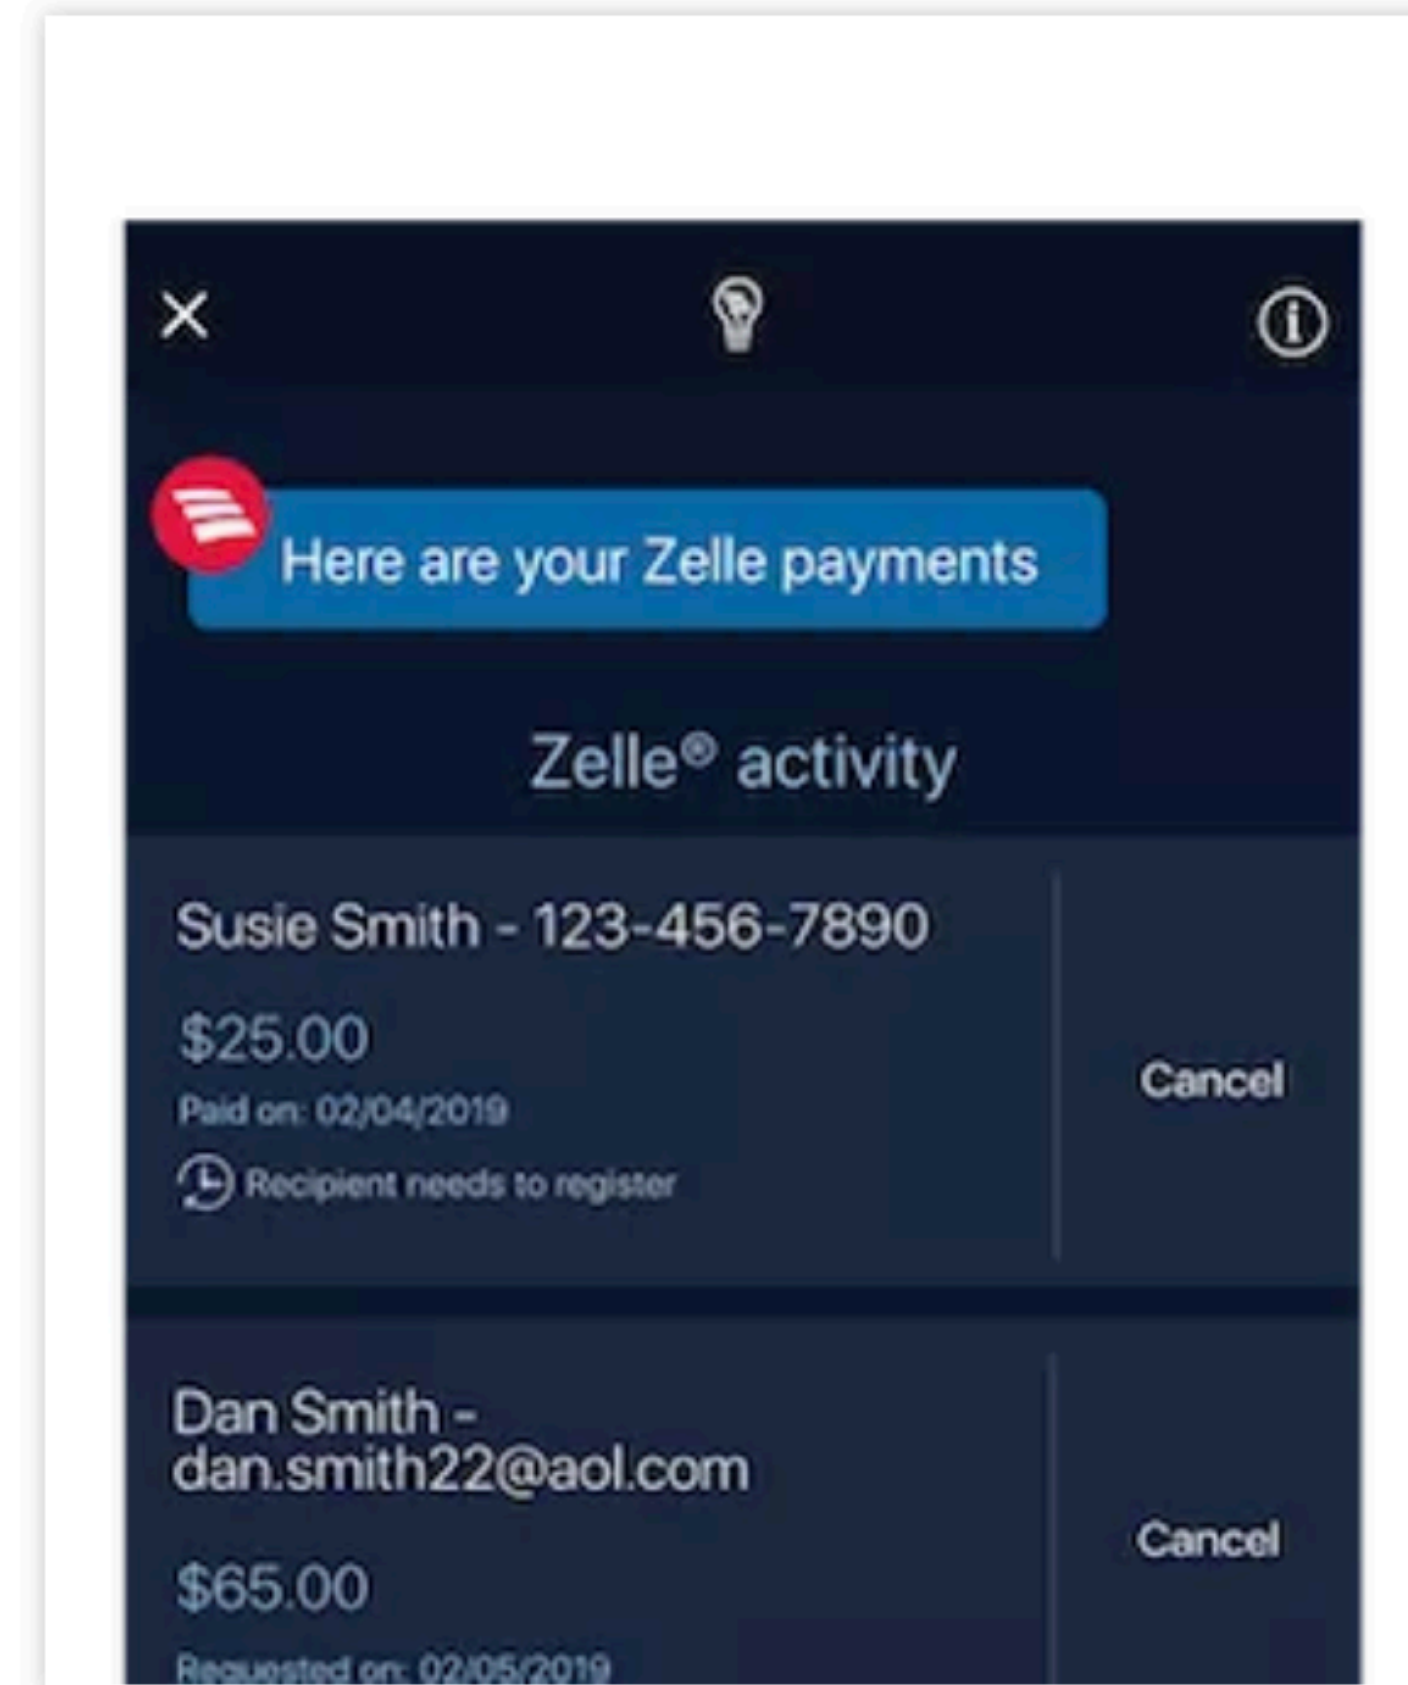 Here are your Zelle payments
Zelle® activity
Susie Smith - 123-456-7890
$25.00
Paid on: 02/04/2019
Cancel
Recipient needs to register
Dan Smith -
dan.smith22@aol.com
Cancel
$65.00
Requested on: 02/05/2019